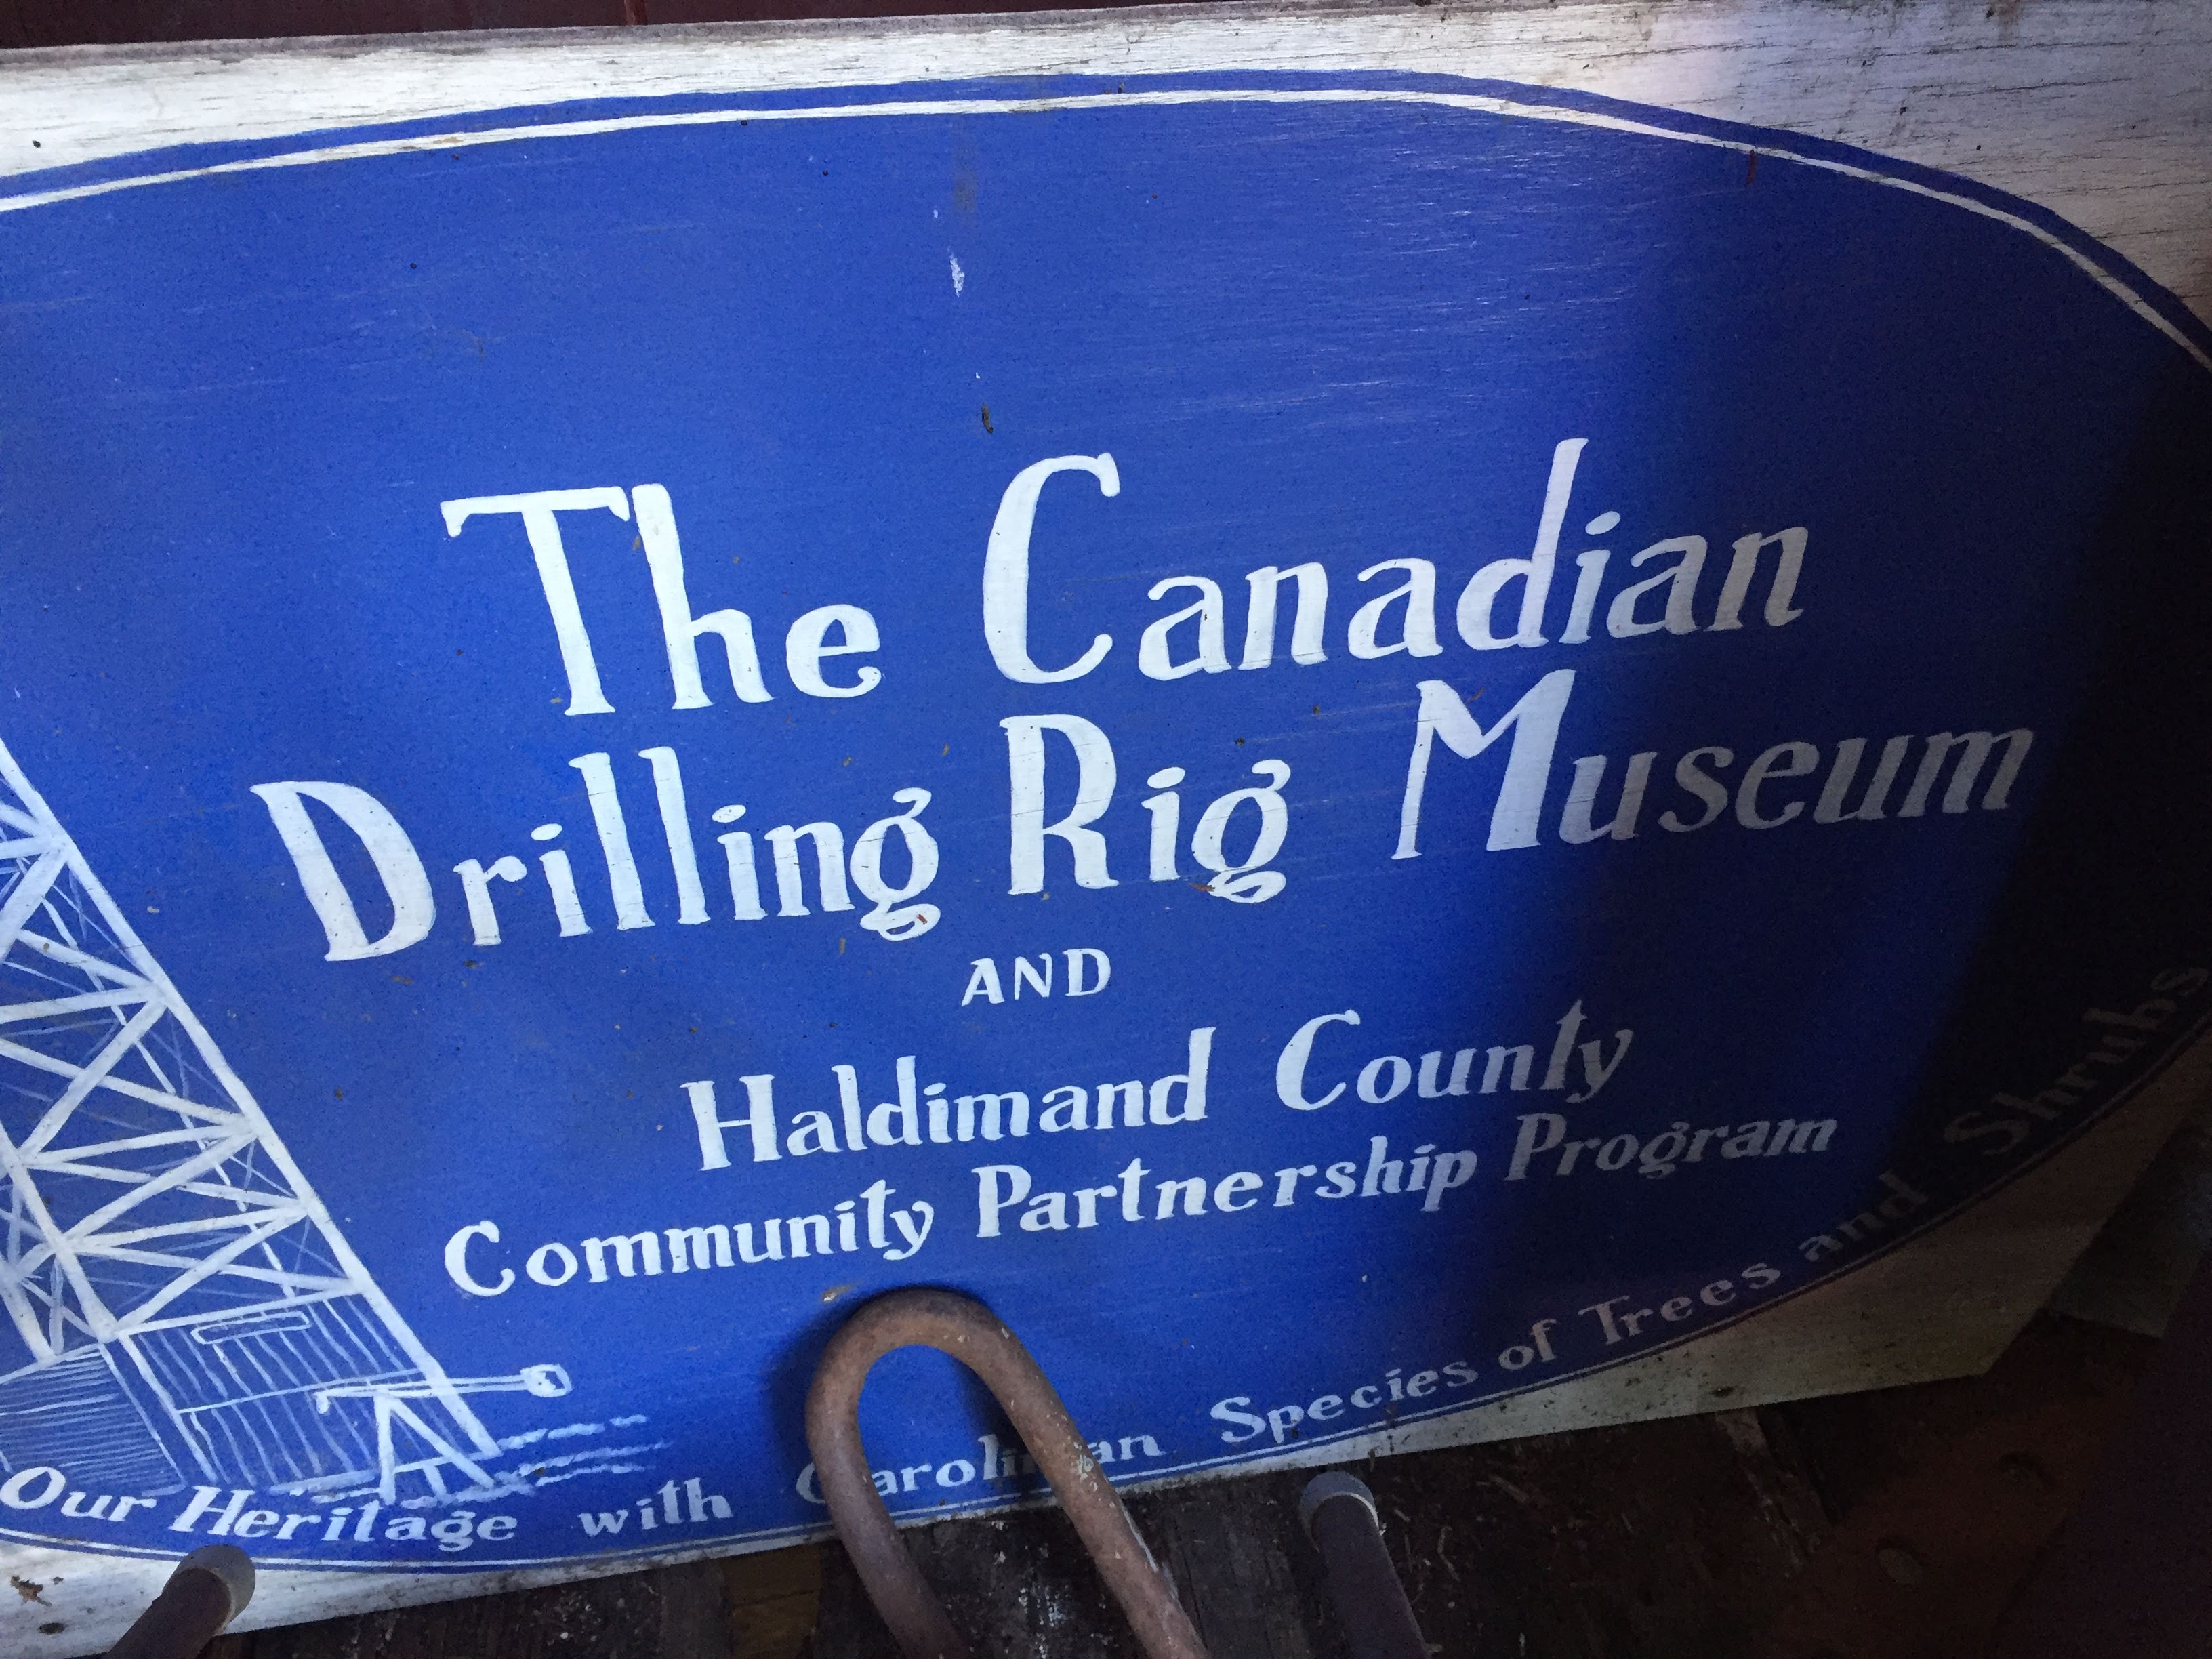 The Canadian
Drilling Rig Museum
AND
Haldimand County
Community Partnership Program
Our Heritage with Carolinian Species of Trees and Shrubs